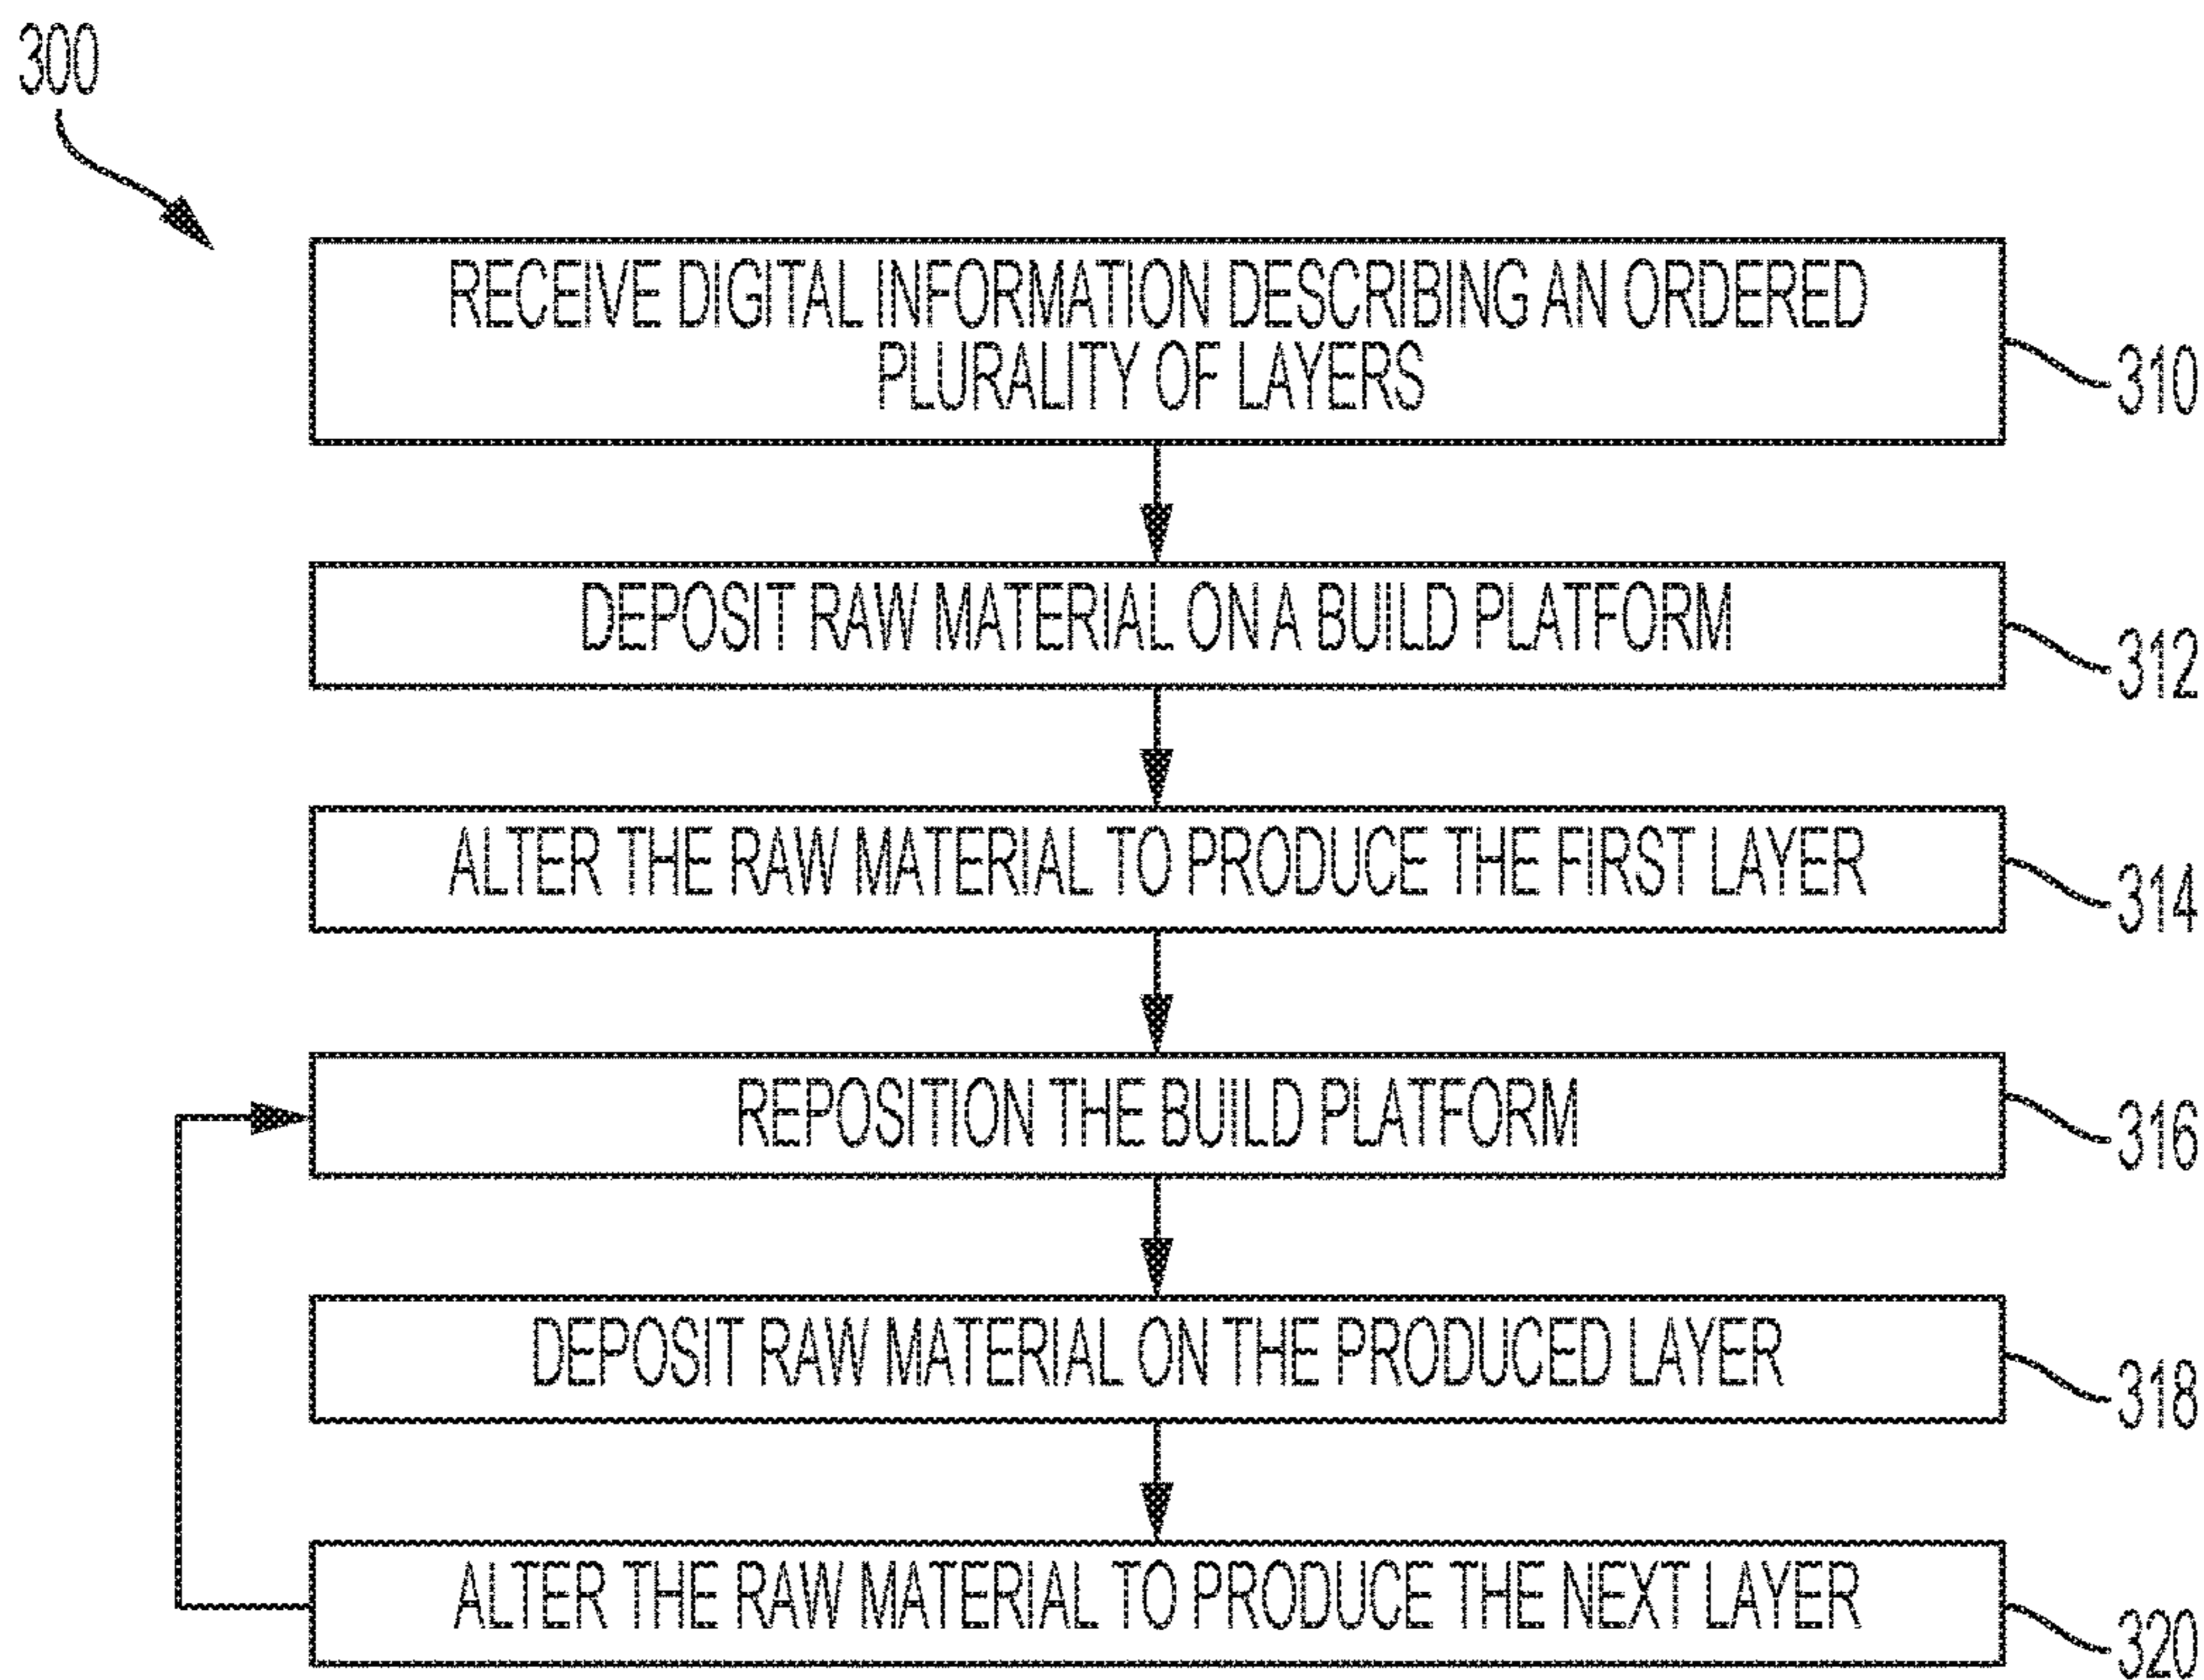 300
RECEIVE DIGITAL INFORMATION DESCRIBING AN ORDERED
PLURALITY OF LAYERS
310
DEPOSIT RAW MATERIAL ON A BUILD PLATFORM
312
ALTER THE RAW MATERIAL TO PRODUCE THE FIRST LAYER
314
REPOSITION THE BUILD PLATFORM
316
DEPOSIT RAW MATERIAL ON THE PRODUCED LAYER
318
ALTER THE RAW MATERIAL TO PRODUCE THE NEXT LAYER
320